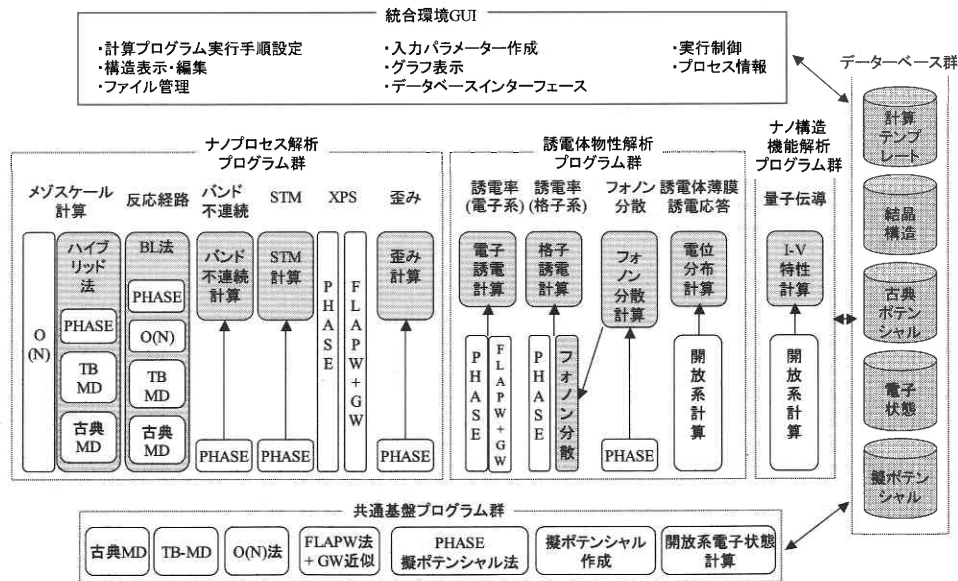 統合環境GUI
・計算プログラム実行手順設定
・構造表示・編集
・ファイル管理
・入力パラメーター作成
・グラフ表示
・データベースインターフェース
・実行制御
・プロセス情報
データーベース群
計算
テンプ
レート
結晶
構造
古典
ポテン
シャル
電子
状態
擬ポテン
シャル
ナノプロセス解析
プログラム群
メゾスケール
計算
反応経路
バンド
不連続
STM
XPS
歪み
O(N)
ハイブ
リッド
法
PHASE
TB
MD
古典
MD
BL法
PHASE
O(N)
TB
MD
古典
MD
バンド
不連続
計算
PHASE
STM
計算
PHASE
PHASE
FLAPW+GW
歪み
計算
PHASE
誘電体物性解析
プログラム群
誘電率
(電子系)
誘電率
(格子系)
フォノン
分散
誘電体薄膜
誘電応答
電子
誘電
計算
PHASE
FLAPW+GW
格子
誘電
計算
PHASE
フォノン分散
フォノン
分散
計算
PHASE
電位
分布
計算
開放系計算
ナノ構造
機能解析
プログラム群
量子伝導
I-V
特性
計算
開放系計算
共通基盤プログラム群
古典MD
TB-MD
O(N)法
FLAPW法
+ GW近似
PHASE
擬ポテンシャル法
擬ポテンシャル
作成
開放系電子状態
計算